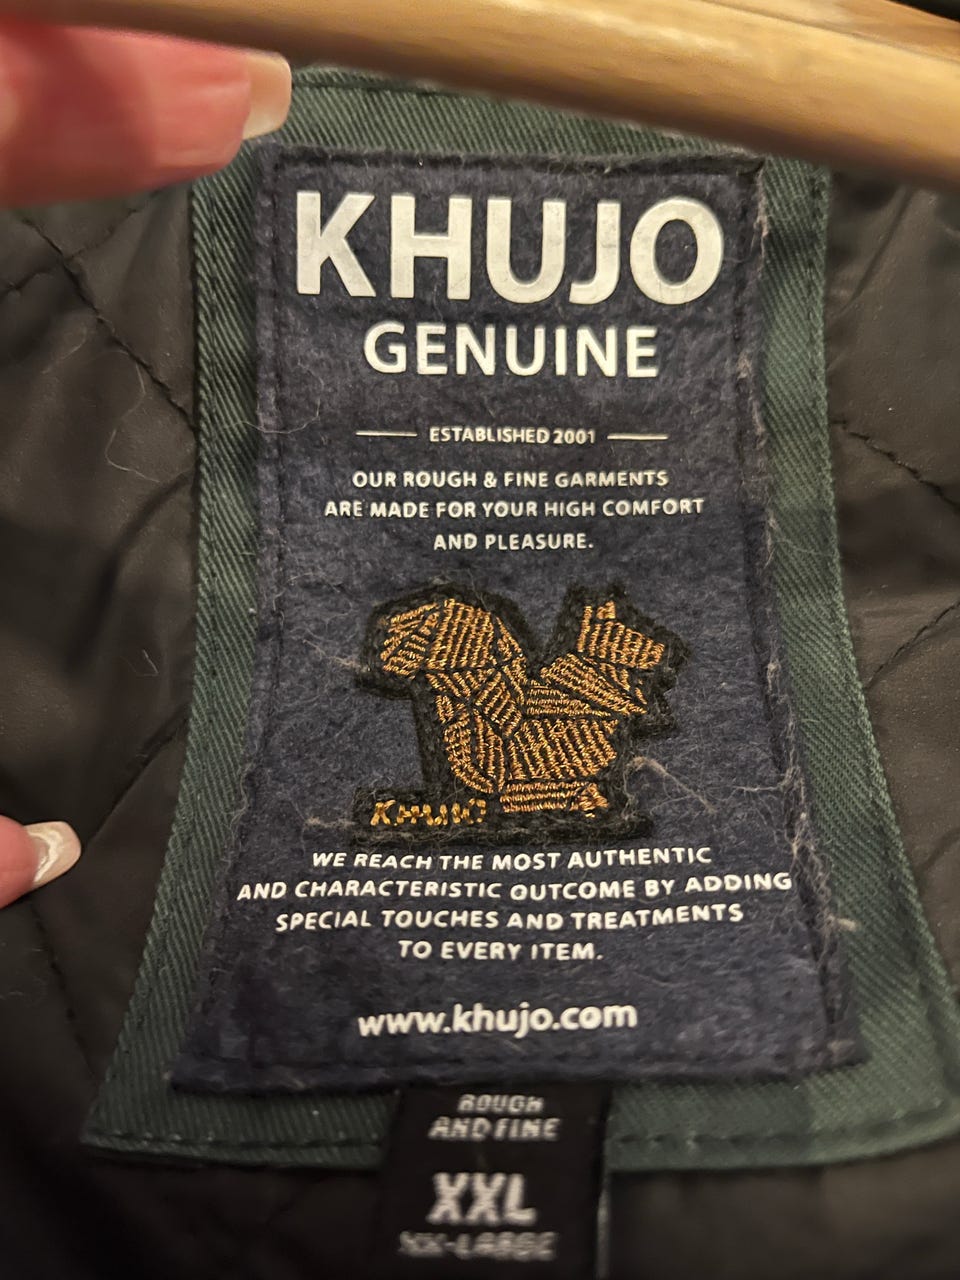 KHUJO
GENUINE
ESTABLISHED 2001
OUR ROUGH & FINE GARMENTS
ARE MADE FOR YOUR HIGH COMFORT
AND PLEASURE.
KHUJO
WE REACH THE MOST AUTHENTIC
AND CHARACTERISTIC OUTCOME BY ADDING
SPECIAL TOUCHES AND TREATMENTS
TO EVERY ITEM.
www.khujo.com
ROUGH
AND FINE
XXL
XX-LARGE